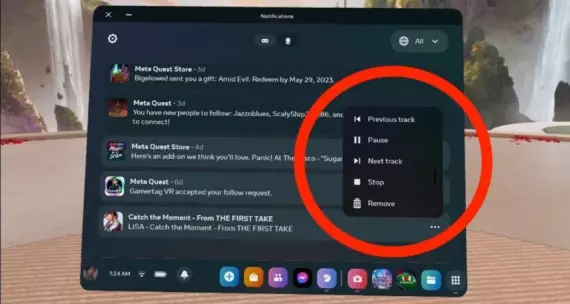 Notifications
All
Meta Quest Store · 3d
Bigelowed sent you a gift: Amid Evil. Redeem by May 29, 2023.
Meta Quest · 3d
You have new people to follow: Jazznblues, ScalyShip
86, and
to connect!
Meta Quest Store · 4d
Here's an add-on we think you'll love. Panic! At The
sco - "Sugar
Meta Quest · 6d
Gamertag VR accepted your follow request.
Catch the Moment - From THE FIRST TAKE
LiSA - Catch the Moment - From THE FIRST TAKE
Previous track
Pause
Next track
Stop
Remove
1:24 AM